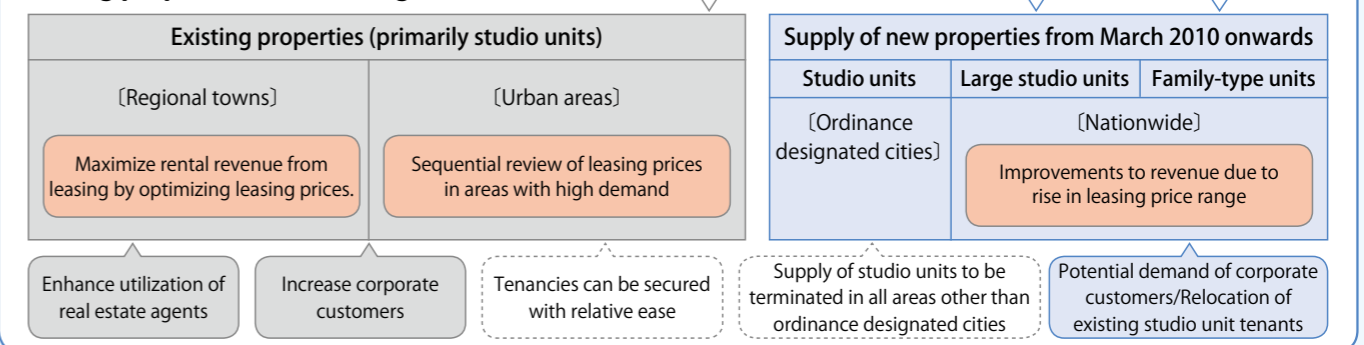 Existing properties (primarily studio units)
〔Regional towns〕
Maximize rental revenue from
leasing by optimizing leasing prices.
〔Urban areas〕
Sequential review of leasing prices
in areas with high demand
Enhance utilization of
real estate agents
Increase corporate
customers
Tenancies can be secured
with relative ease
Supply of new properties from March 2010 onwards
Studio units
Large studio units
Family-type units
〔Ordinance
designated cities〕
〔Nationwide〕
Improvements to revenue due to
rise in leasing price range
Supply of studio units to be
terminated in all areas other than
ordinance designated cities
Potential demand of corporate
customers/Relocation of
existing studio unit tenants